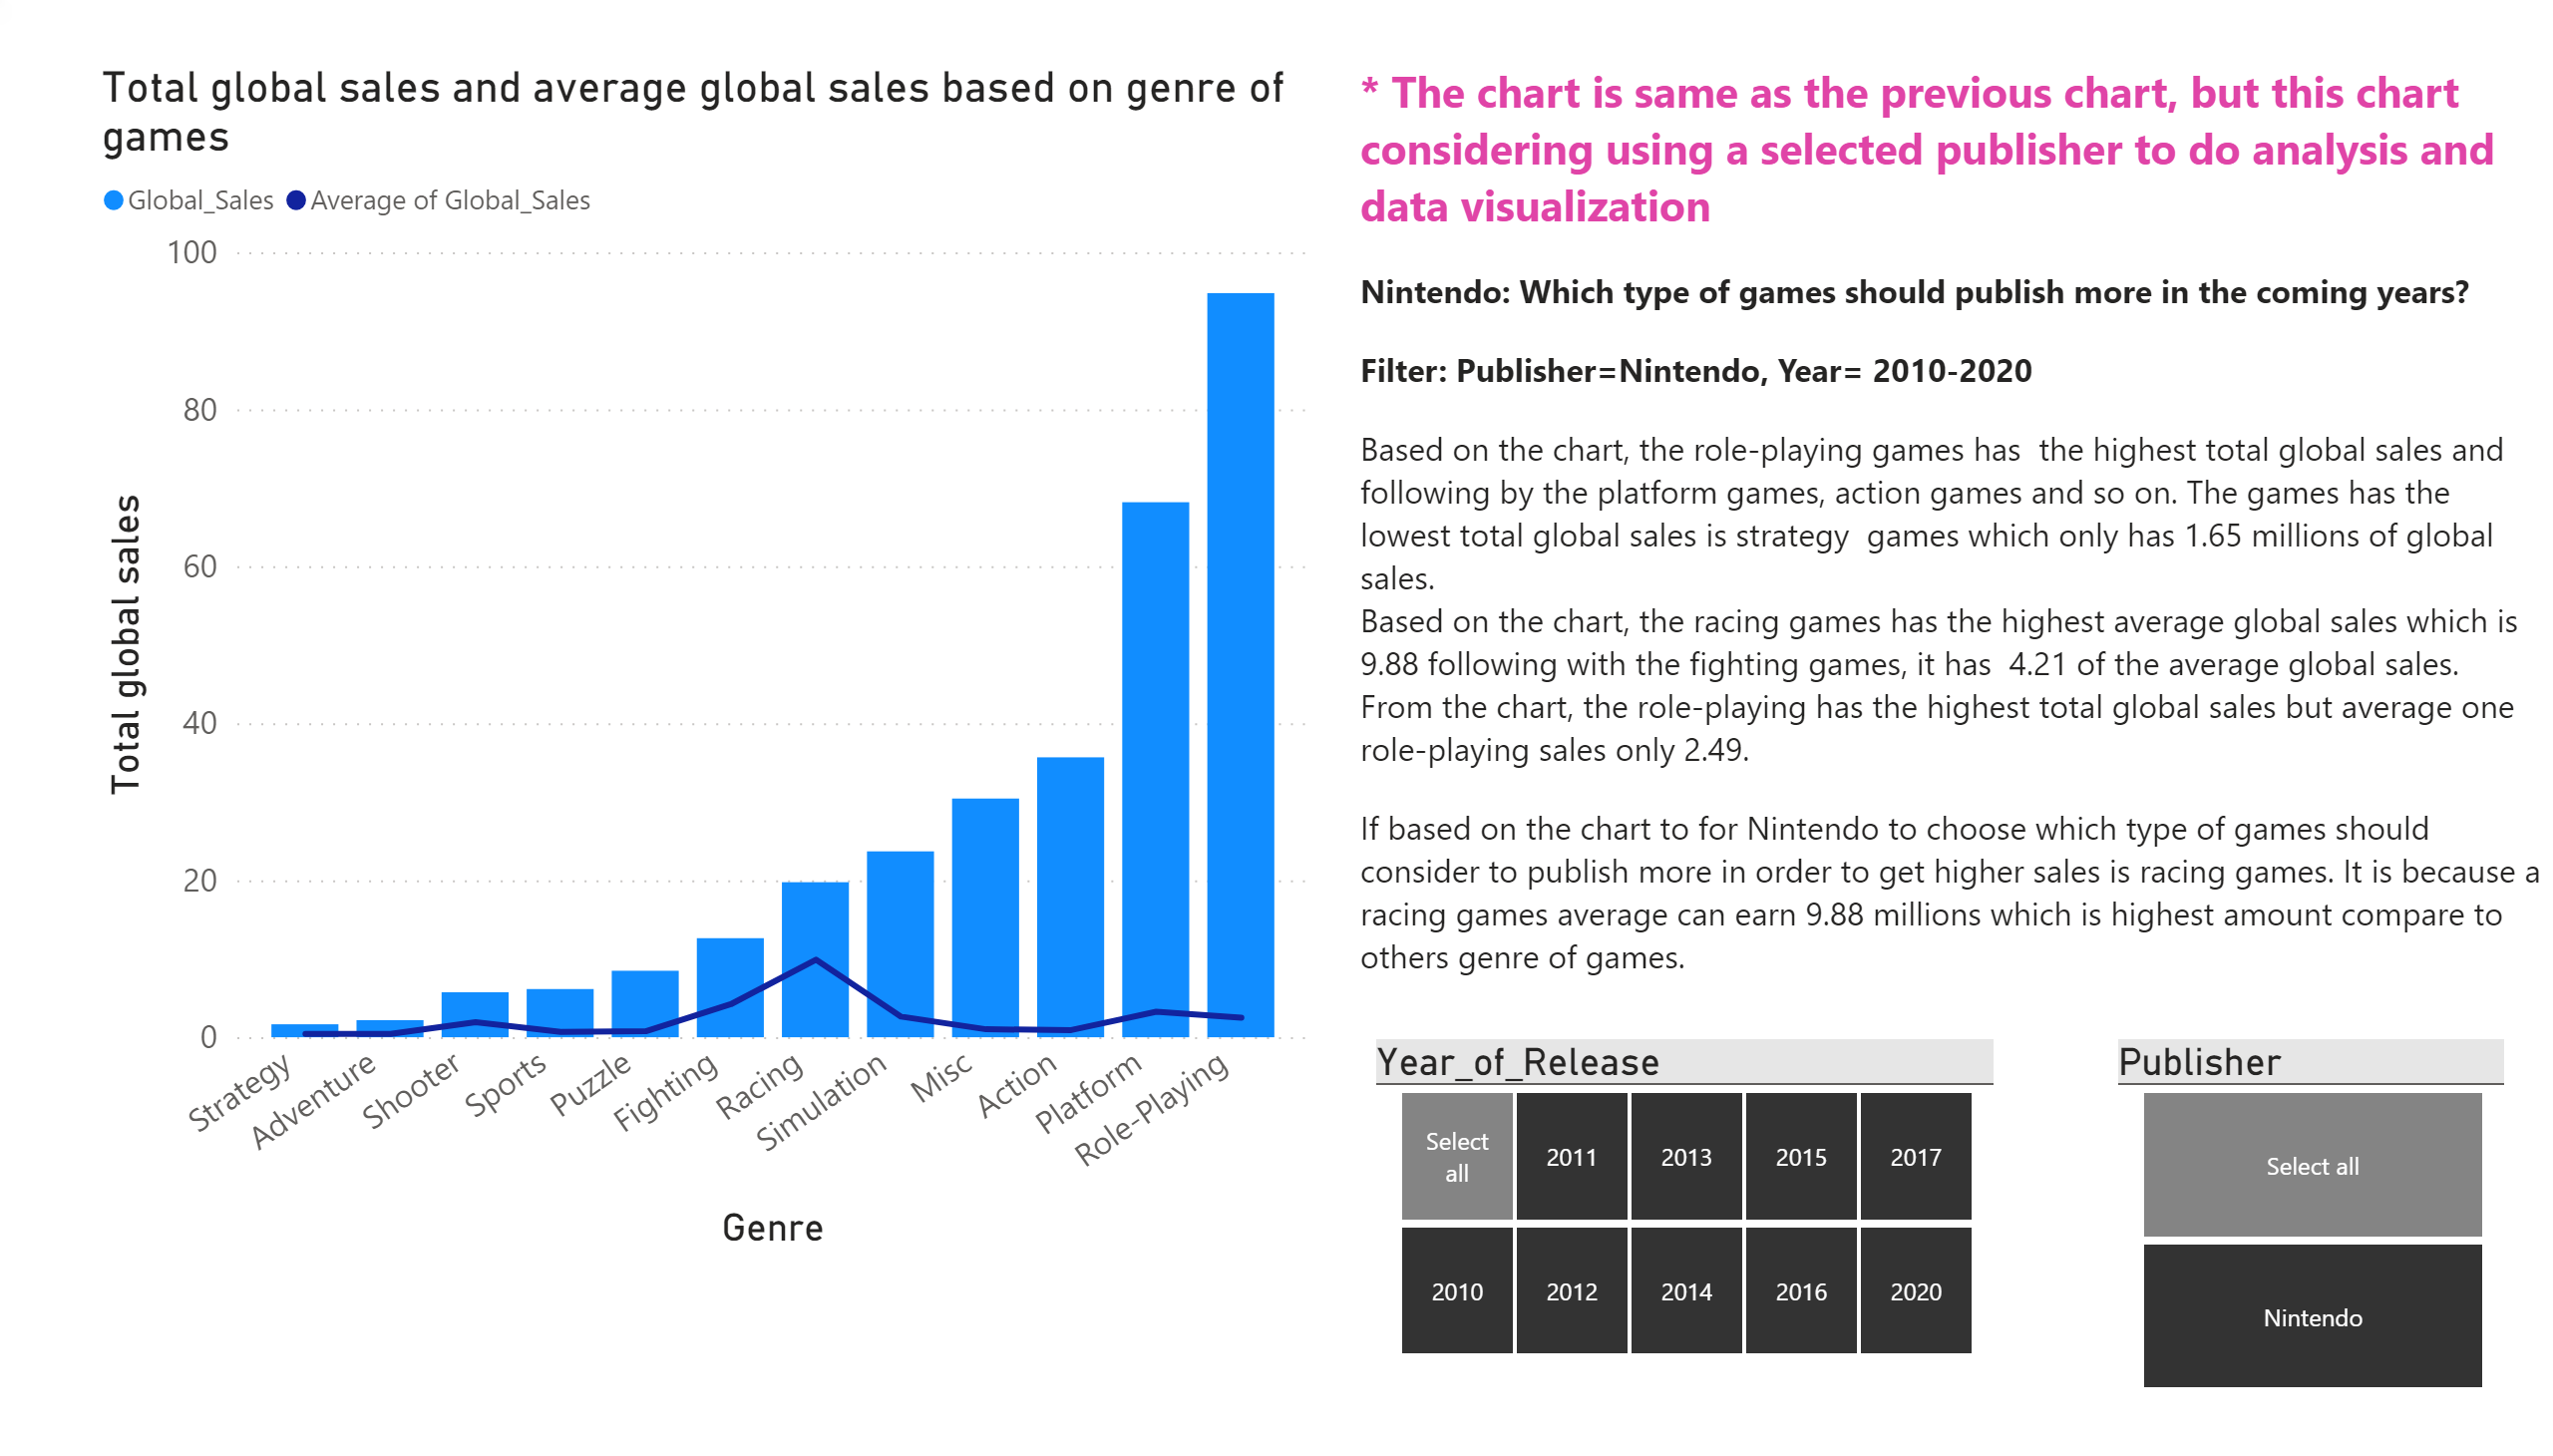 Total global sales and average global sales based on genre of
games
Global_Sales Average of Global_Sales
100
80
60
40
20
0
Total global sales
Strategy
Adventure
Shooter
Sports
Puzzle
Fighting
Racing
Simulation
Misc
Action
Platform
Role-Playing
Genre
* The chart is same as the previous chart, but this chart
considering using a selected publisher to do analysis and
data visualization
Nintendo: Which type of games should publish more in the coming years?
Filter: Publisher=Nintendo, Year= 2010-2020
Based on the chart, the role-playing games has  the highest total global sales and
following by the platform games, action games and so on. The games has the
lowest total global sales is strategy  games which only has 1.65 millions of global
sales.
Based on the chart, the racing games has the highest average global sales which is
9.88 following with the fighting games, it has  4.21 of the average global sales.
From the chart, the role-playing has the highest total global sales but average one
role-playing sales only 2.49.
If based on the chart to for Nintendo to choose which type of games should
consider to publish more in order to get higher sales is racing games. It is because a
racing games average can earn 9.88 millions which is highest amount compare to
others genre of games.
Year_of_Release
Select
all
2011
2013
2015
2017
2010
2012
2014
2016
2020
Publisher
Select all
Nintendo